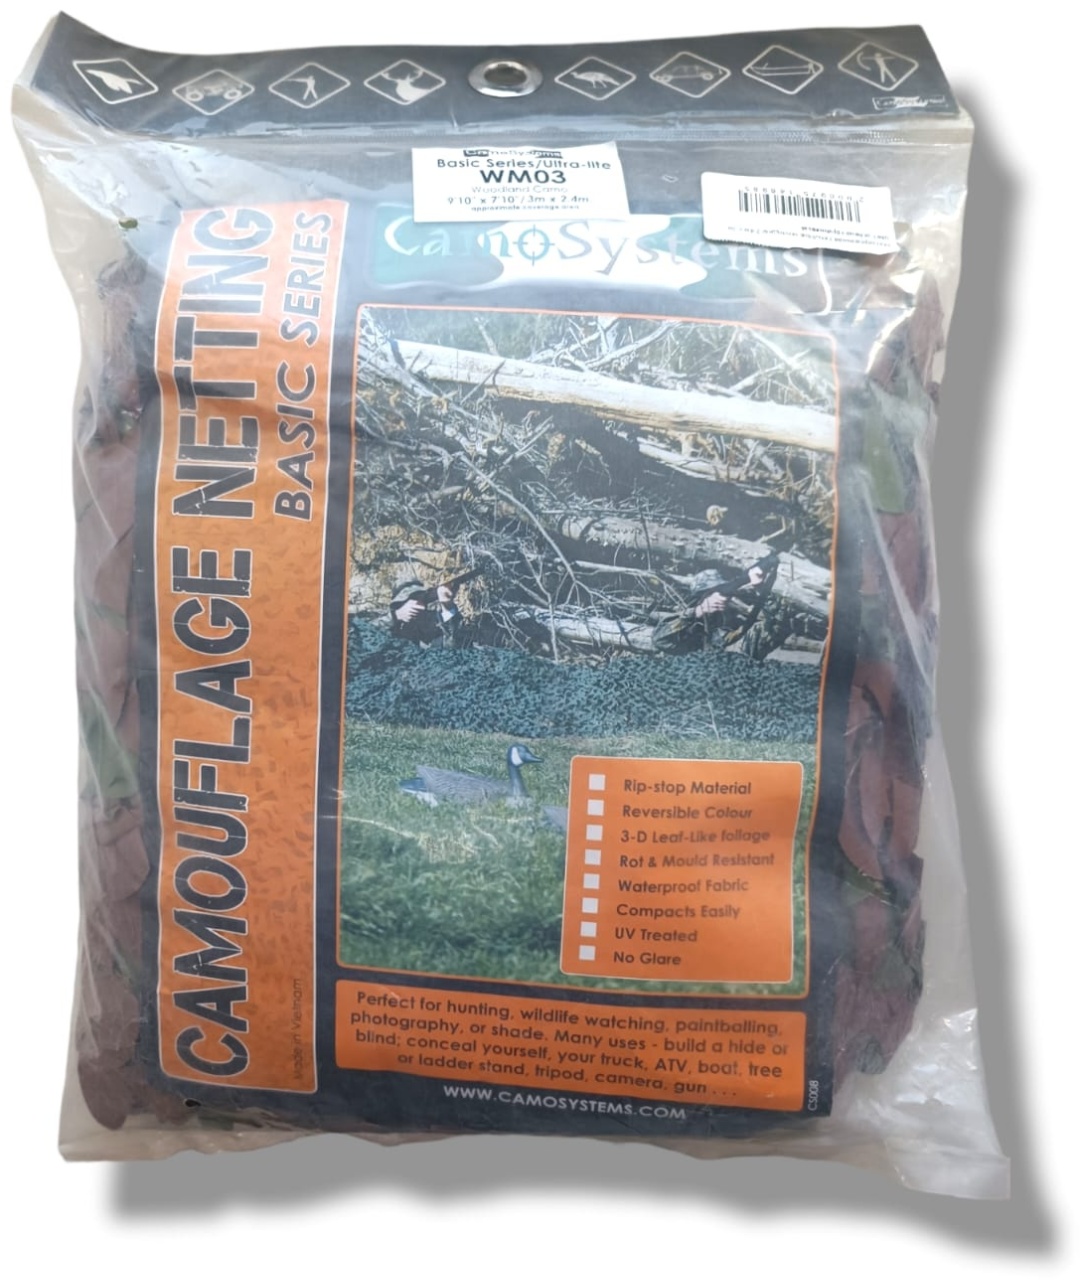 CamoSystems
Basic Series/Ultra-lite
WM03
Woodland Camo
9'10" x 7'10"/3m x 2.4m
approximate coverage area
CamoSystems
CAMOUFLAGE NETTING
BASIC SERIES
Made in Vietnam
Rip-stop Material
Reversible Colour
3-D Leaf-Like foliage
Rot & Mould Resistant
Waterproof Fabric
Compacts Easily
UV Treated
No Glare
Perfect for hunting, wildlife watching, paintballing,
photography, or shade. Many uses - build a hide or
blind; conceal yourself, your truck, ATV, boat, tree
or ladder stand, tripod, camera, gun . . .
WWW.CAMOSYSTEMS.COM
CS008